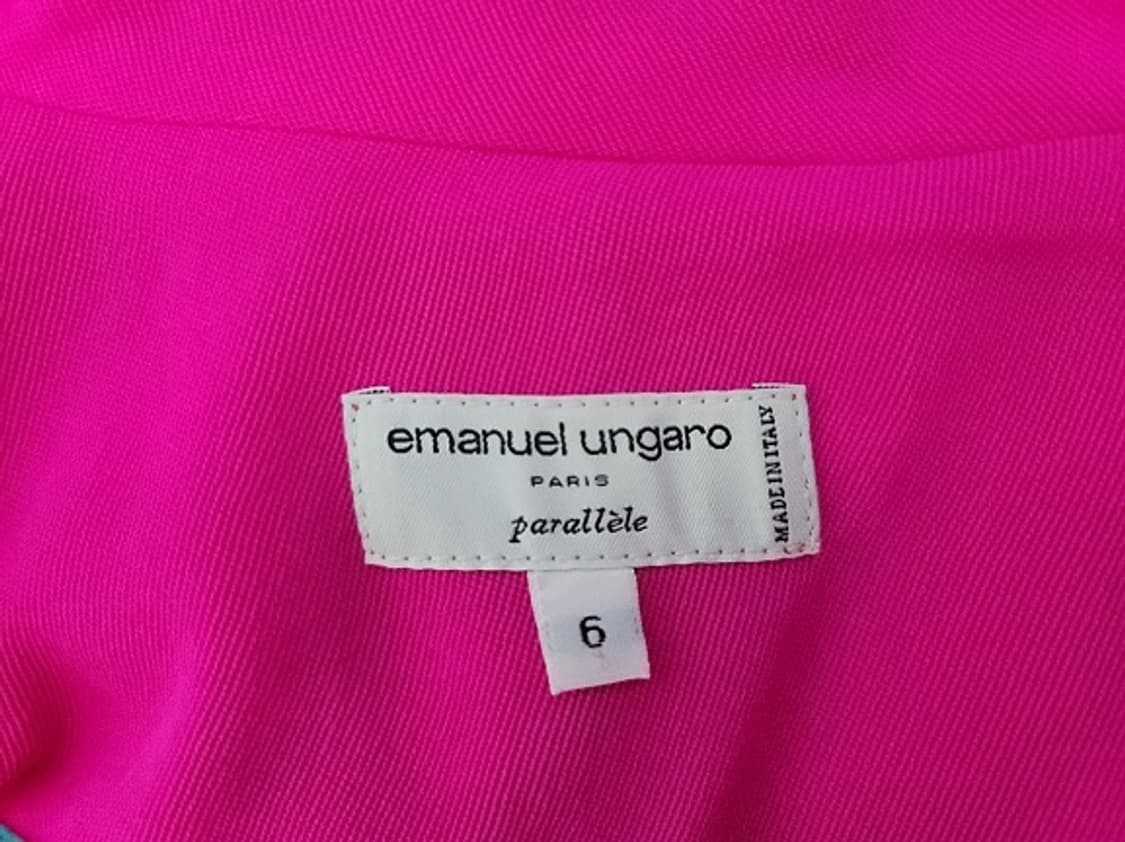 emanuel ungaro
PARIS
parallèle
MADE IN ITALY
6